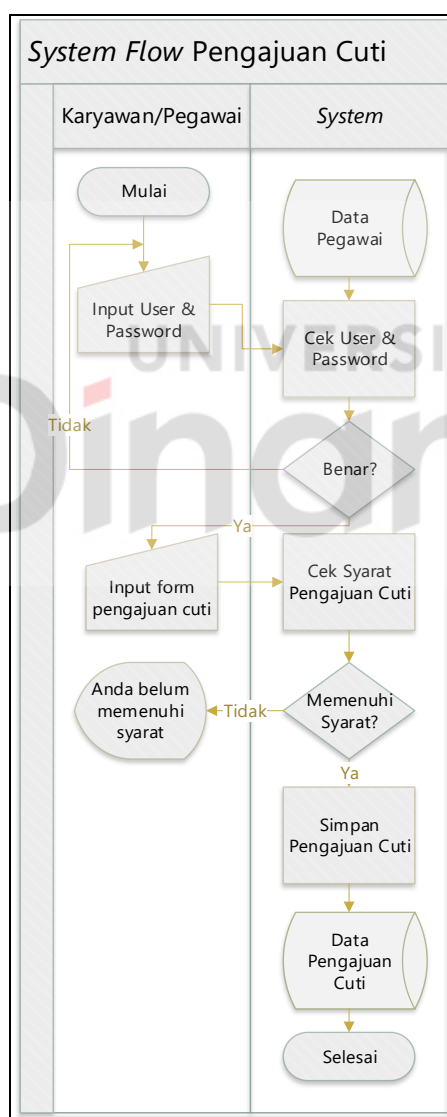 System Flow Pengajuan Cuti
Karyawan/Pegawai
System
Mulai
Data
Pegawai
Input User &
Password
Cek User &
Password
UNIVERSI
Dinam
Tidak
Benar?
Ya
Input form
pengajuan cuti
Cek Syarat
Pengajuan Cuti
Anda belum
memenuhi
syarat
Tidak
Memenuhi
Syarat?
Ya
Simpan
Pengajuan Cuti
Data
Pengajuan
Cuti
Selesai